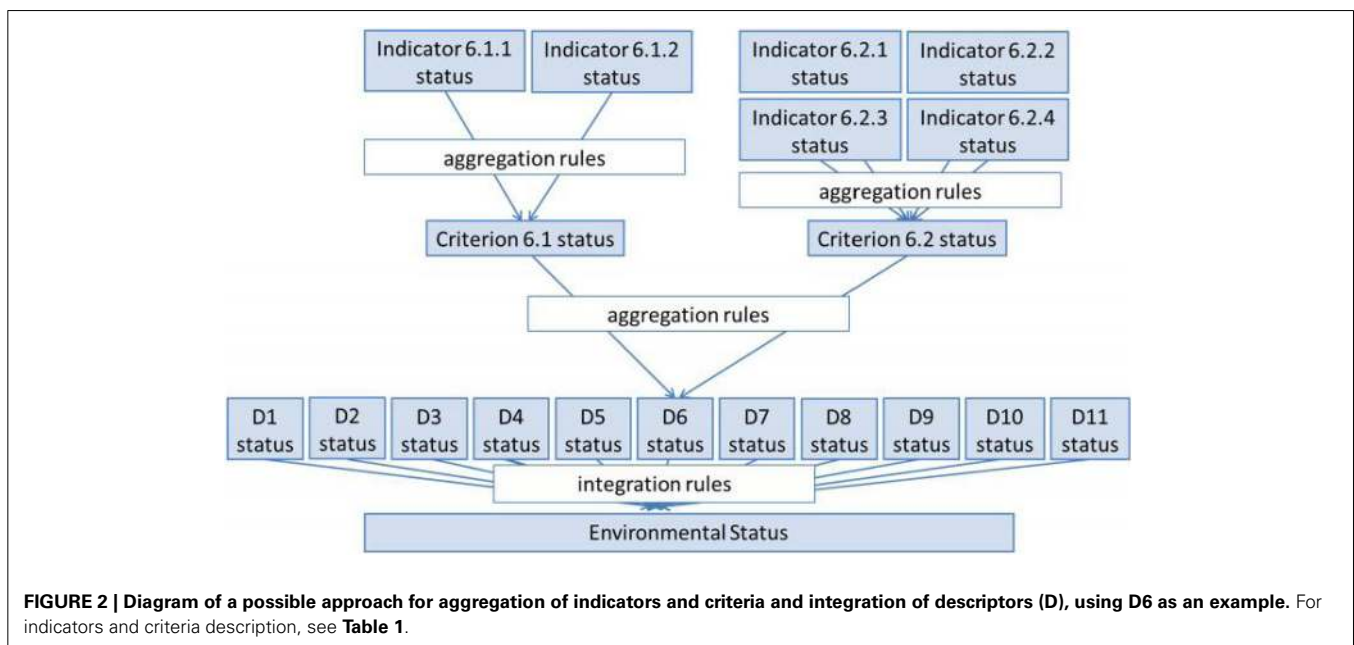 Indicator 6.1.1
status
Indicator 6.1.2
status
Indicator 6.2.1
status
Indicator 6.2.2
status
Indicator 6.2.3
status
Indicator 6.2.4
status
aggregation rules
aggregation rules
Criterion 6.1 status
Criterion 6.2 status
aggregation rules
D1
status
D2
status
D3
status
D4
status
D5
status
D6
status
D7
status
D8
status
D9
status
D10
status
D11
status
integration rules
Environmental Status
FIGURE 2 | Diagram of a possible approach for aggregation of indicators and criteria and integration of descriptors (D), using D6 as an example. For
indicators and criteria description, see Table 1.